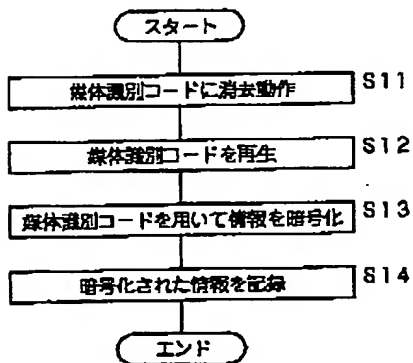 スタート
媒体識別コードに消去動作 S11
媒体識別コードを再生 S12
媒体識別コードを用いて情報を暗号化 S13
暗号化された情報を記録 S14
エンド